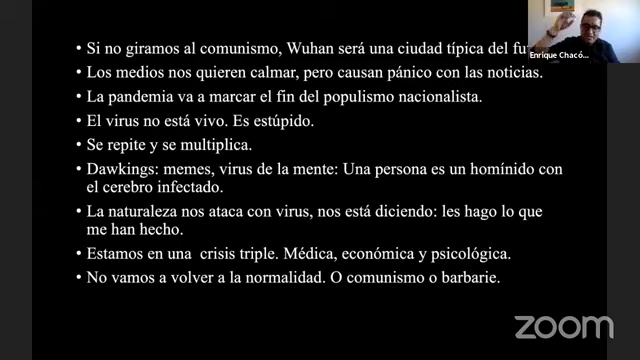 • Si no giramos al comunismo, Wuhan será una ciudad típica del fu
• Los medios nos quieren calmar, pero causan pánico con las noticias.
• La pandemia va a marcar el fin del populismo nacionalista.
• El virus no está vivo. Es estúpido.
• Se repite y se multiplica.
• Dawkings: memes, virus de la mente: Una persona es un homínido con
el cerebro infectado.
• La naturaleza nos ataca con virus, nos está diciendo: les hago lo que
me han hecho.
• Estamos en una  crisis triple. Médica, económica y psicológica.
• No vamos a volver a la normalidad. O comunismo o barbarie.
Enrique Chacó...
zoom